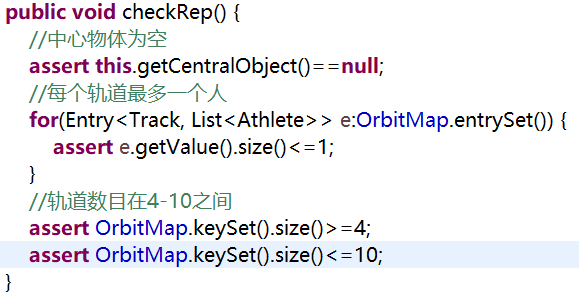 public void checkRep() {
//中心物体为空
assert this.getCentralObject()==null;
//每个轨道最多一个人
for(Entry<Track, List<Athlete>> e:OrbitMap.entrySet()) {
assert e.getValue().size()<=1;
}
//轨道数目在4-10之间
assert OrbitMap.keySet().size()>=4;
assert OrbitMap.keySet().size()<=10;
}